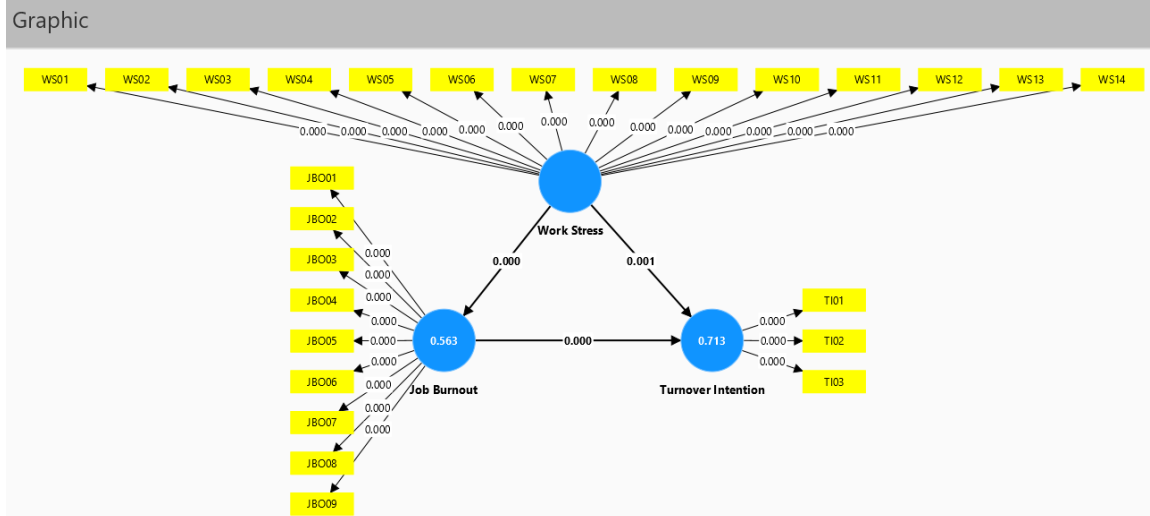 Graphic
WS01 WS02 WS03 WS04 WS05 WS06 WS07 WS08 WS09 WS10 WS11 WS12 WS13 WS14
0.000 0.000 0.000 0.000 0.000 0.000 0.000 0.000 0.000 0.000 0.000 0.000 0.000 0.000
JBO01
JBO02
JBO03
JBO04
JBO05
JBO06
JBO07
JBO08
JBO09
0.000
0.000
0.000
0.000
0.000
0.000
0.000
0.000
0.000
Work Stress
0.000 0.001
0.563 0.000 0.713
Job Burnout Turnover Intention
0.000 TI01
0.000 TI02
0.000 TI03